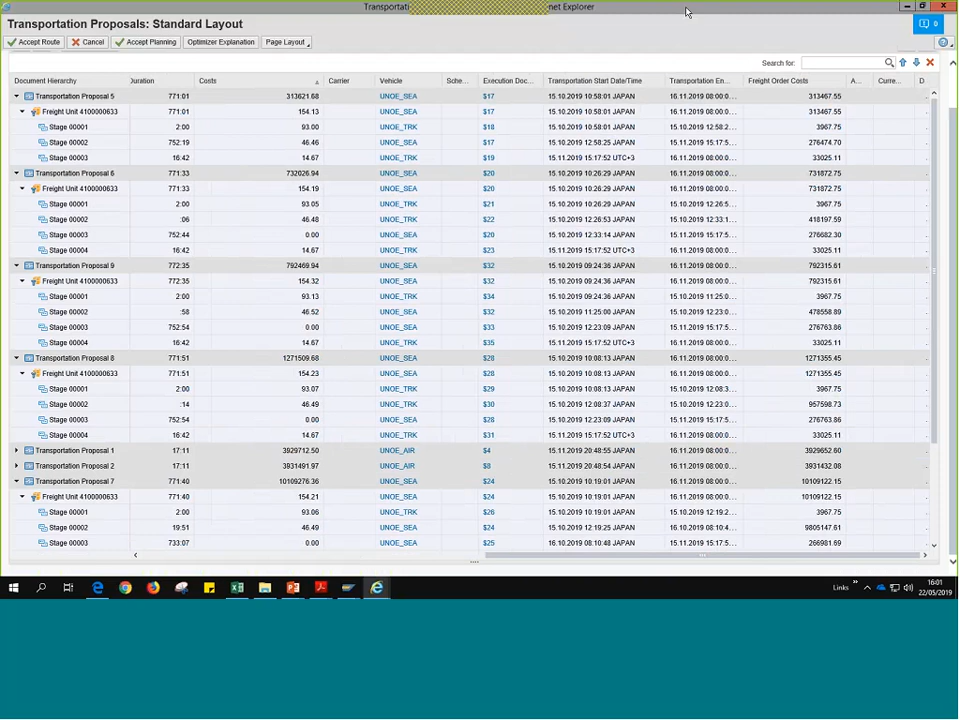 Transportati net Explorer
Transportation Proposals: Standard Layout
0
Accept Route Cancel Accept Planning Optimizer Explanation Page Layout
Search for:
Document Hierarchy Duration Costs Carrier Vehicle Sche... Execution Doc... Transportation Start Date/Time Transportation En... Freight Order Costs A... Curre... D
Transportation Proposal 5 771:01 313621.68 UNOE_SEA $17 15.10.2019 10:58:01 JAPAN 16.11.2019 08:00:0... 313467.55
Freight Unit 4100000633 771:01 154.13 UNOE_SEA $17 15.10.2019 10:58:01 JAPAN 16.11.2019 08:00:0... 313467.55
Stage 00001 2:00 93.00 UNOE_TRK $18 15.10.2019 10:58:01 JAPAN 15.10.2019 12:58:2... 3967.75
Stage 00002 752:19 46.46 UNOE_SEA $17 15.10.2019 12:58:25 JAPAN 15.11.2019 15:17:5... 276474.70
Stage 00003 16:42 14.67 UNOE_TRK $19 15.11.2019 15:17:52 UTC+3 16.11.2019 08:00:0... 33025.11
Transportation Proposal 6 771:33 732026.94 UNOE_SEA $20 15.10.2019 10:26:29 JAPAN 16.11.2019 08:00:0... 731872.75
Freight Unit 4100000633 771:33 154.19 UNOE_SEA $20 15.10.2019 10:26:29 JAPAN 16.11.2019 08:00:0... 731872.75
Stage 00001 2:00 93.05 UNOE_TRK $21 15.10.2019 10:26:29 JAPAN 15.10.2019 12:26:5... 3967.75
Stage 00002 :06 46.48 UNOE_TRK $22 15.10.2019 12:26:53 JAPAN 15.10.2019 12:33:1... 418197.59
Stage 00003 752:44 0.00 UNOE_SEA $20 15.10.2019 12:33:14 JAPAN 15.11.2019 15:17:5... 276682.30
Stage 00004 16:42 14.67 UNOE_TRK $23 15.11.2019 15:17:52 UTC+3 16.11.2019 08:00:0... 33025.11
Transportation Proposal 9 772:35 792469.94 UNOE_SEA $32 15.10.2019 09:24:36 JAPAN 16.11.2019 08:00:0... 792315.61
Freight Unit 4100000633 772:35 154.32 UNOE_SEA $32 15.10.2019 09:24:36 JAPAN 16.11.2019 08:00:0... 792315.61
Stage 00001 2:00 93.13 UNOE_TRK $34 15.10.2019 09:24:36 JAPAN 15.10.2019 11:25:0... 3967.75
Stage 00002 :58 46.52 UNOE_SEA $32 15.10.2019 11:25:00 JAPAN 15.10.2019 12:23:0... 478558.89
Stage 00003 752:54 0.00 UNOE_SEA $33 15.10.2019 12:23:09 JAPAN 15.11.2019 15:17:5... 276763.86
Stage 00004 16:42 14.67 UNOE_TRK $35 15.11.2019 15:17:52 UTC+3 16.11.2019 08:00:0... 33025.11
Transportation Proposal 8 771:51 1271509.68 UNOE_SEA $28 15.10.2019 10:08:13 JAPAN 16.11.2019 08:00:0... 1271355.45
Freight Unit 4100000633 771:51 154.23 UNOE_SEA $28 15.10.2019 10:08:13 JAPAN 16.11.2019 08:00:0... 1271355.45
Stage 00001 2:00 93.07 UNOE_TRK $29 15.10.2019 10:08:13 JAPAN 15.10.2019 12:08:3... 3967.75
Stage 00002 :14 46.49 UNOE_TRK $30 15.10.2019 12:08:37 JAPAN 15.10.2019 12:23:0... 957598.73
Stage 00003 752:54 0.00 UNOE_SEA $28 15.10.2019 12:23:09 JAPAN 15.11.2019 15:17:5... 276763.86
Stage 00004 16:42 14.67 UNOE_TRK $31 15.11.2019 15:17:52 UTC+3 16.11.2019 08:00:0... 33025.11
Transportation Proposal 1 17:11 3929712.50 UNOE_AIR $4 15.11.2019 20:48:55 JAPAN 16.11.2019 08:00:0... 3929652.60
Transportation Proposal 2 17:11 3931491.97 UNOE_AIR $8 15.11.2019 20:48:54 JAPAN 16.11.2019 08:00:0... 3931432.08
Transportation Proposal 7 771:40 10109276.36 UNOE_SEA $24 15.10.2019 10:19:01 JAPAN 16.11.2019 08:00:0... 10109122.15
Freight Unit 4100000633 771:40 154.21 UNOE_SEA $24 15.10.2019 10:19:01 JAPAN 16.11.2019 08:00:0... 10109122.15
Stage 00001 2:00 93.06 UNOE_TRK $26 15.10.2019 10:19:01 JAPAN 15.10.2019 12:19:2... 3967.75
Stage 00002 19:51 46.49 UNOE_SEA $24 15.10.2019 12:19:25 JAPAN 16.10.2019 08:10:4... 9805147.61
Stage 00003 733:07 0.00 UNOE_SEA $25 16.10.2019 08:10:48 JAPAN 15.11.2019 15:17:5... 266981.69
Links
16:01
22/05/2019